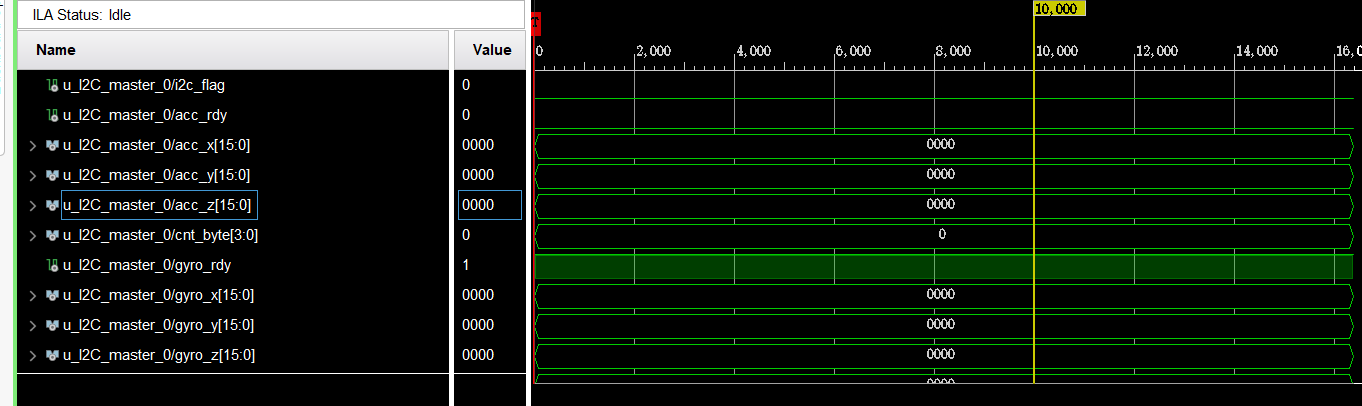 ILA Status: Idle
Name Value
T 10,000
0 2,000 4,000 6,000 8,000 10,000 12,000 14,000 16,
u_I2C_master_0/i2c_flag 0
u_I2C_master_0/acc_rdy 0
u_I2C_master_0/acc_x[15:0] 0000 0000
u_I2C_master_0/acc_y[15:0] 0000 0000
u_I2C_master_0/acc_z[15:0] 0000 0000
u_I2C_master_0/cnt_byte[3:0] 0 0
u_I2C_master_0/gyro_rdy 1
u_I2C_master_0/gyro_x[15:0] 0000 0000
u_I2C_master_0/gyro_y[15:0] 0000 0000
u_I2C_master_0/gyro_z[15:0] 0000 0000
0000